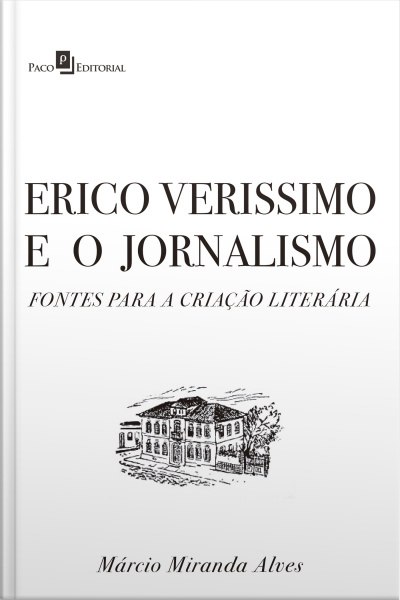 PACO EDITORIAL
ERICO VERISSIMO
E O JORNALISMO
FONTES PARA A CRIAÇÃO LITERÁRIA
Márcio Miranda Alves